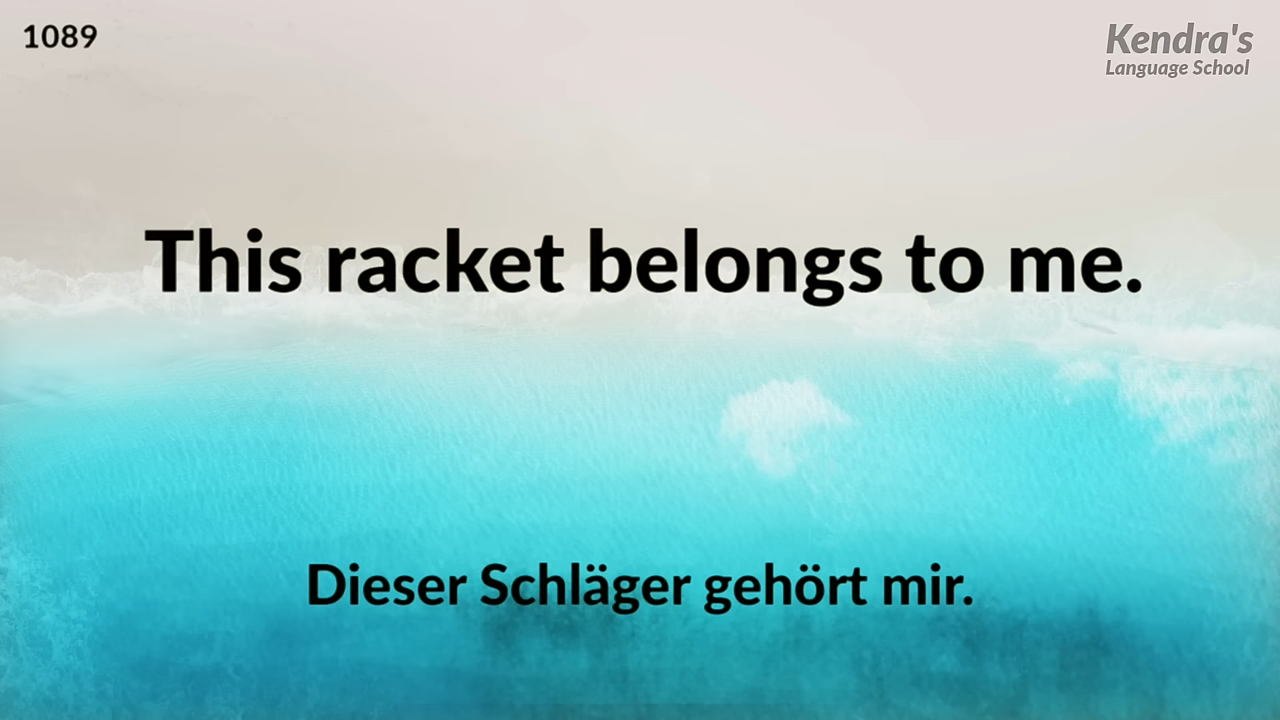 1089
Kendra's
Language School
This racket belongs to me.
Dieser Schläger gehört mir.